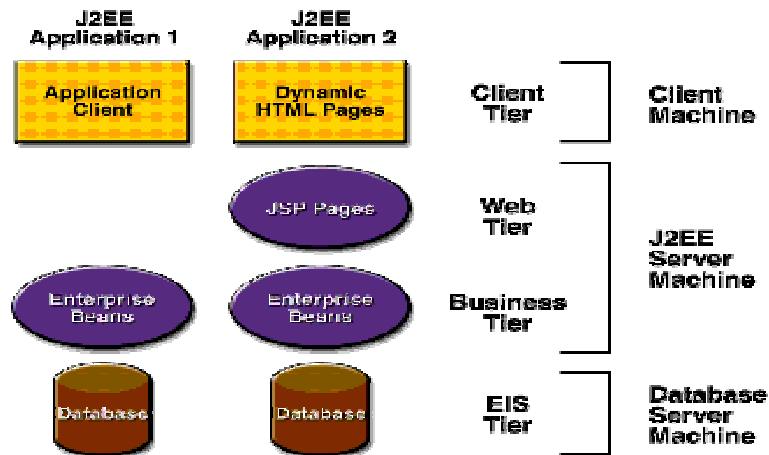 J2EE
Application 1
J2EE
Application 2
Application
Client
Dynamic
HTML Pages
Client
Tier
Client
Machine
JSP Pages
Web
Tier
J2EE
Server
Machine
Enterprise
Beans
Enterprise
Beans
Business
Tier
Database
Database
EIS
Tier
Database
Server
Machine